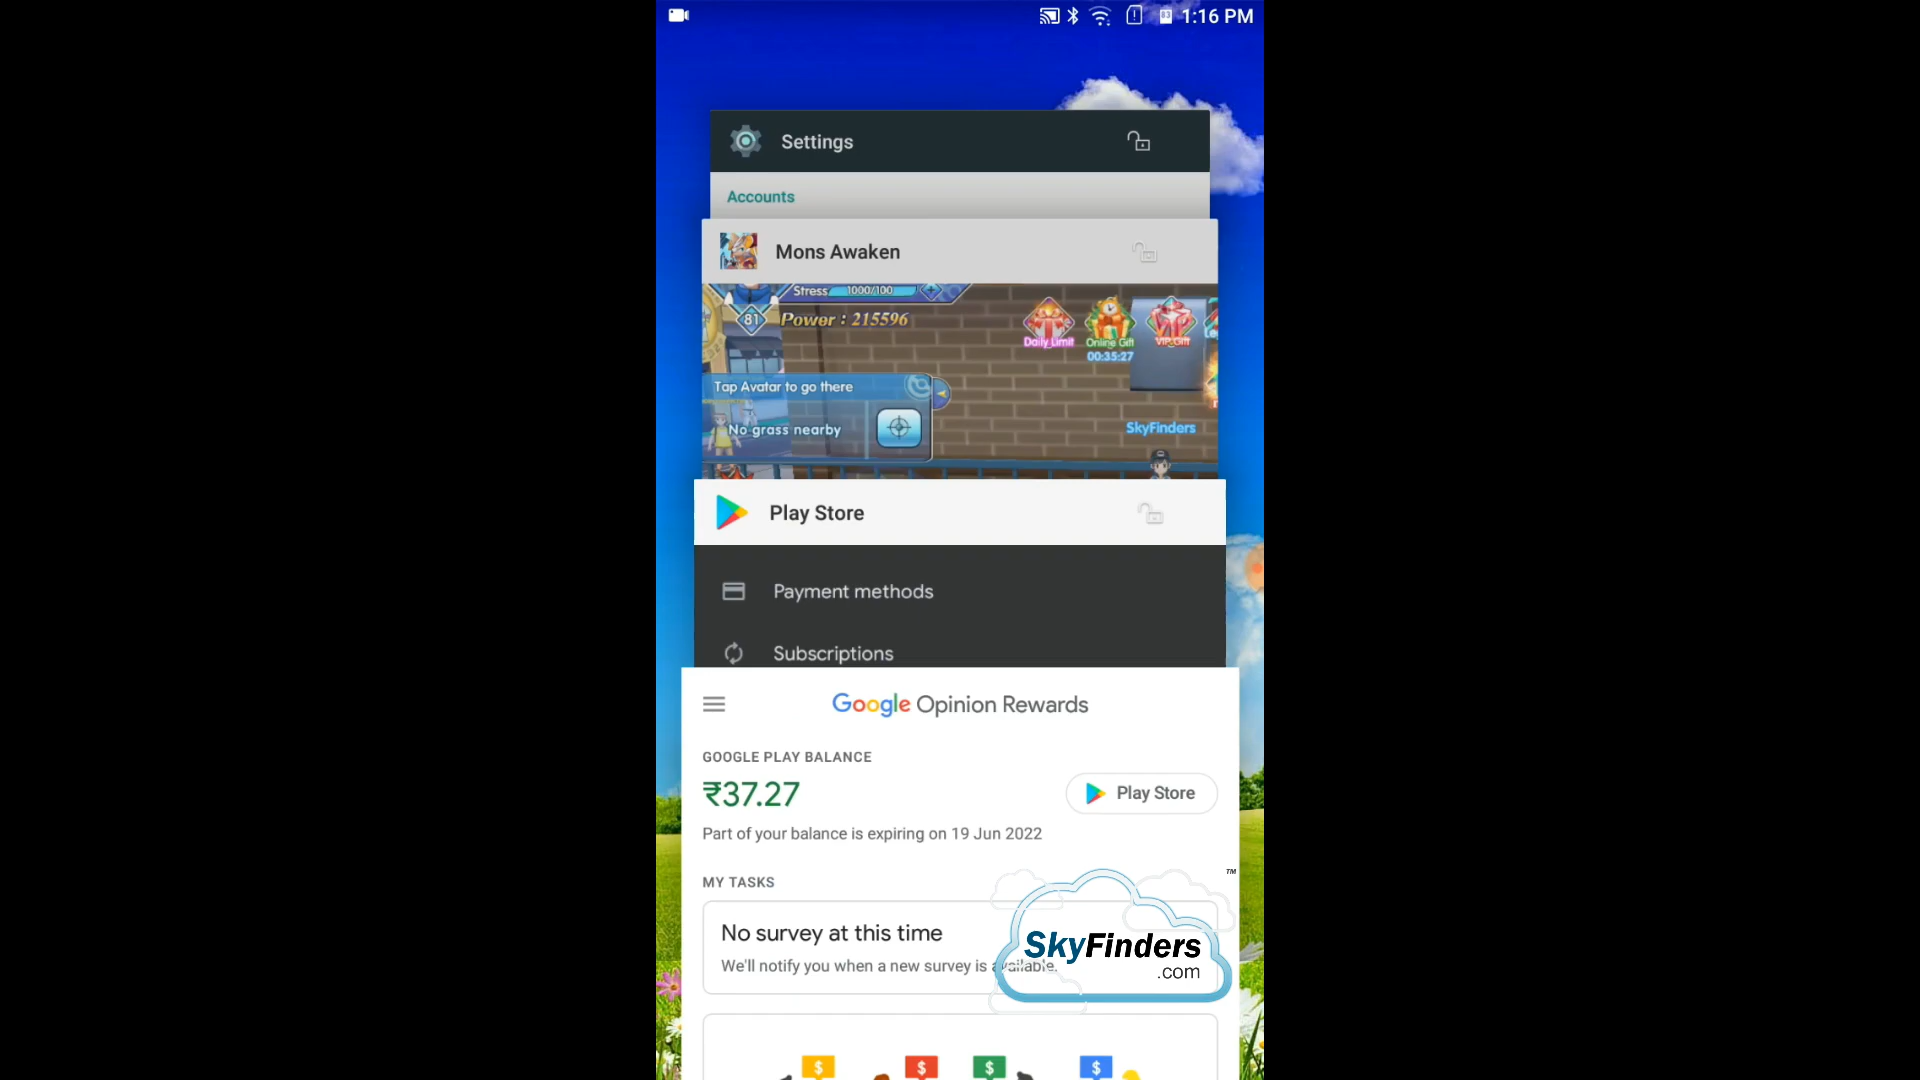 1:16 PM
Settings
Accounts
Mons Awaken
Stress 1000/100
81
Power : 215596
Daily Limit
Online Gift
VIP Gift
00:35:27
Tap Avatar to go there
No grass nearby
SkyFinders
Play Store
Payment methods
Subscriptions
Google Opinion Rewards
GOOGLE PLAY BALANCE
₹37.27
Play Store
Part of your balance is expiring on 19 Jun 2022
MY TASKS
No survey at this time
We'll notify you when a new survey is available.
TM
SkyFinders
.com
$ $ $ $